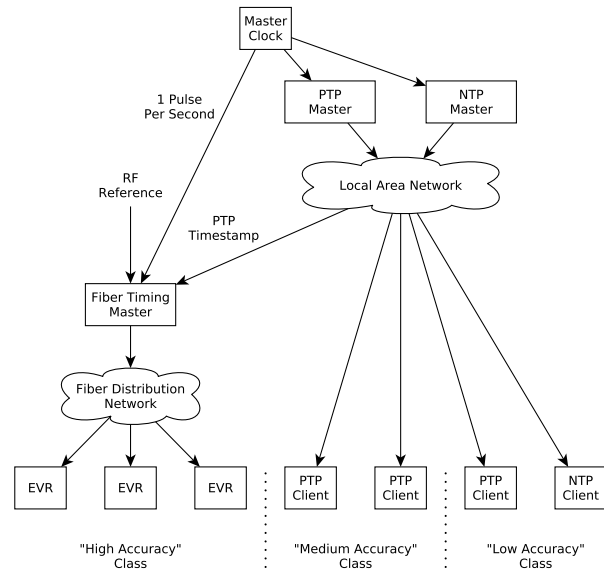 Master
Clock
PTP
Master
NTP
Master
1 Pulse
Per Second
RF
Reference
Local Area Network
PTP
Timestamp
Fiber Timing
Master
Fiber Distribution
Network
EVR
EVR
EVR
PTP
Client
PTP
Client
PTP
Client
NTP
Client
"High Accuracy"
Class
"Medium Accuracy"
Class
"Low Accuracy"
Class